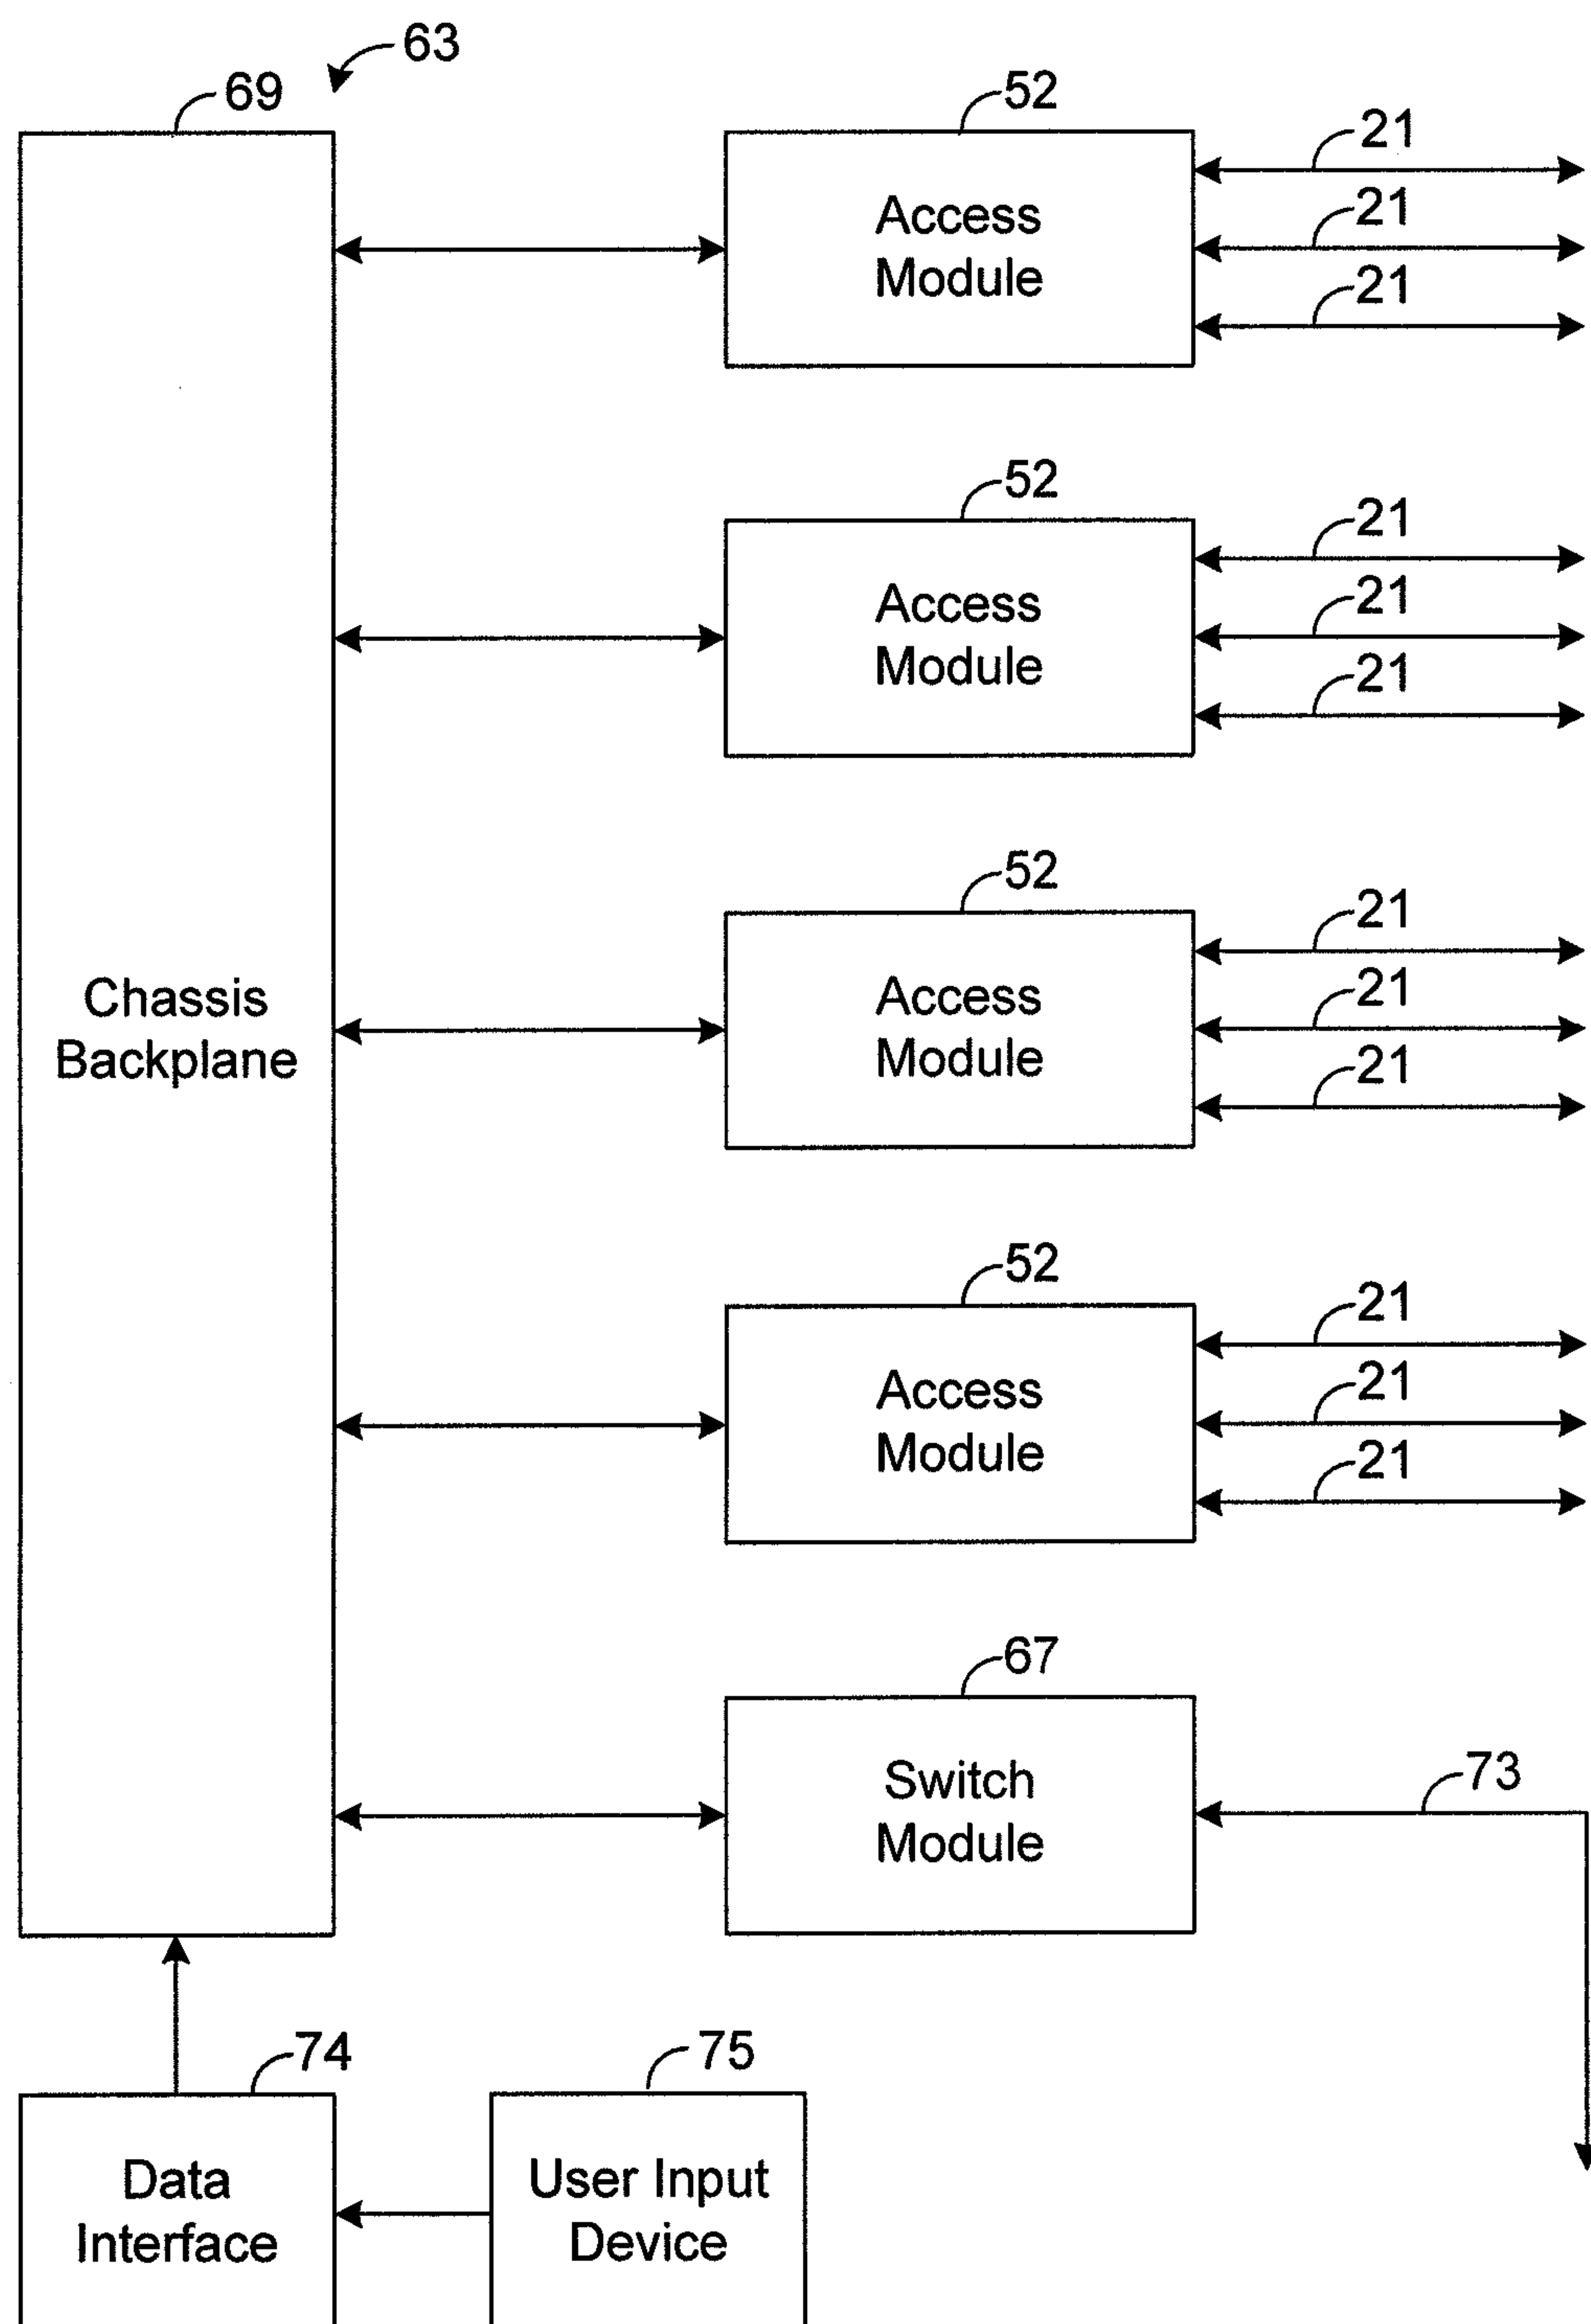 63
69
52
21
Access
Module
21
21
52
21
Access
Module
21
21
52
21
Chassis
Backplane
Access
Module
21
21
52
21
Access
Module
21
21
67
Switch
Module
73
74
75
Data
Interface
User Input
Device